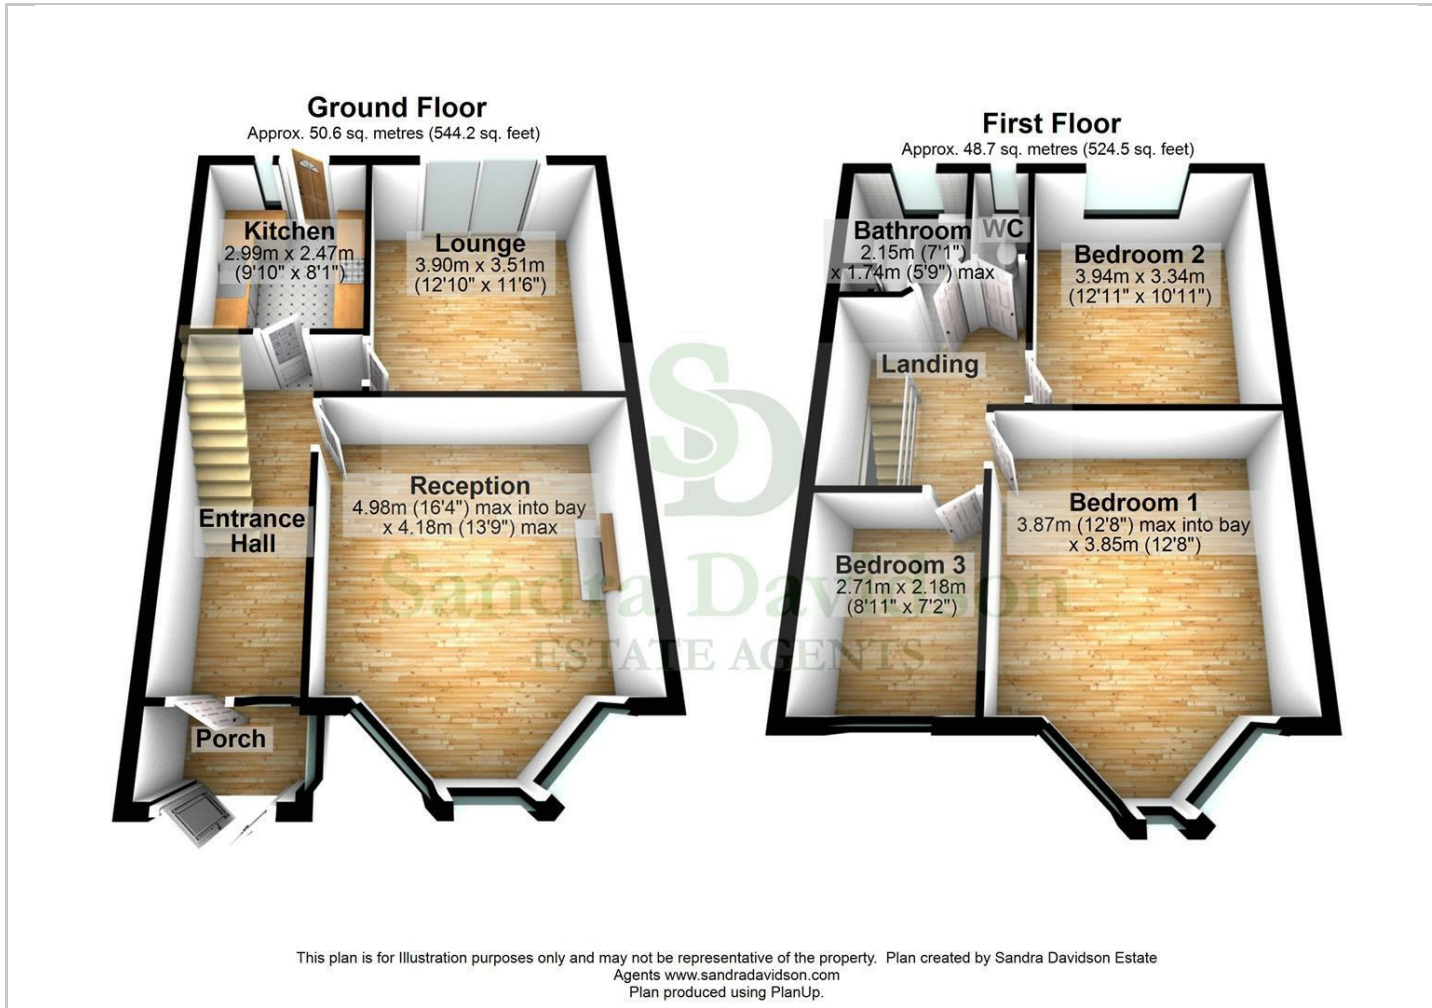 Ground Floor
Approx. 50.6 sq. metres (544.2 sq. feet)
Kitchen
2.99m x 2.47m
(9'10" x 8'1")
Lounge
3.90m x 3.51m
(12'10" x 11'6")
Reception
4.98m (16'4") max into bay
x 4.18m (13'9") max
Entrance
Hall
Porch
First Floor
Approx. 48.7 sq. metres (524.5 sq. feet)
Bathroom
2.15m (7'1")
x 1.74m (5'9") max
WC
Bedroom 2
3.94m x 3.34m
(12'11" x 10'11")
Landing
Bedroom 1
3.87m (12'8") max into bay
x 3.85m (12'8")
Bedroom 3
2.71m x 2.18m
(8'11" x 7'2")
SD
Sandra Davidson
ESTATE AGENTS
This plan is for Illustration purposes only and may not be representative of the property. Plan created by Sandra Davidson Estate
Agents www.sandradavidson.com
Plan produced using PlanUp.